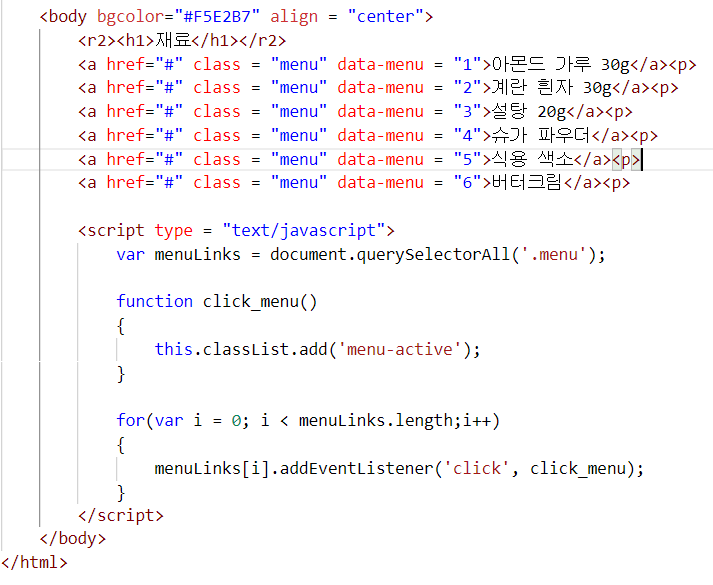 <body bgcolor="#F5E2B7" align = "center">
<r2><h1>재료</h1></r2>
<a href="#" class = "menu" data-menu = "1">아몬드 가루 30g</a><p>
<a href="#" class = "menu" data-menu = "2">계란 흰자 30g</a><p>
<a href="#" class = "menu" data-menu = "3">설탕 20g</a><p>
<a href="#" class = "menu" data-menu = "4">슈가 파우더</a><p>
<a href="#" class = "menu" data-menu = "5">식용 색소</a><p>
<a href="#" class = "menu" data-menu = "6">버터크림</a><p>
<script type = "text/javascript">
var menuLinks = document.querySelectorAll('.menu');
function click_menu()
{
this.classList.add('menu-active');
}
for(var i = 0; i < menuLinks.length;i++)
{
menuLinks[i].addEventListener('click', click_menu);
}
</script>
</body>
</html>